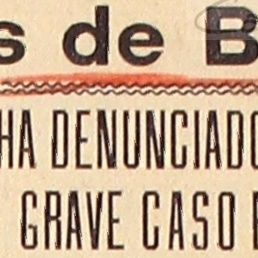 s de B
HA DENUNCIADO
GRAVE CASO